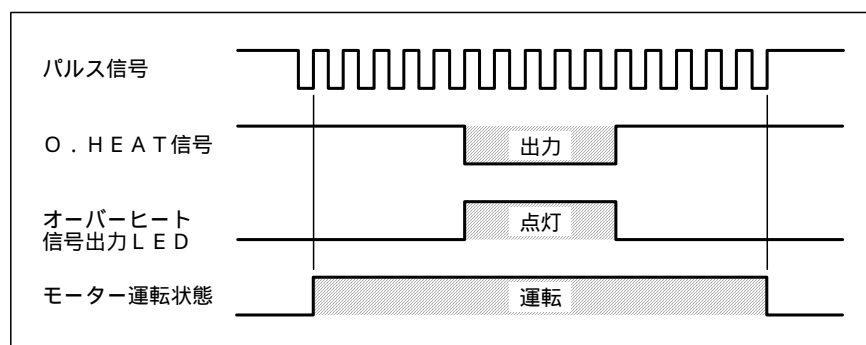 パルス信号
Ｏ．ＨＥＡＴ信号
出力
オーバーヒート
信号出力ＬＥＤ
点灯
モーター運転状態
運転